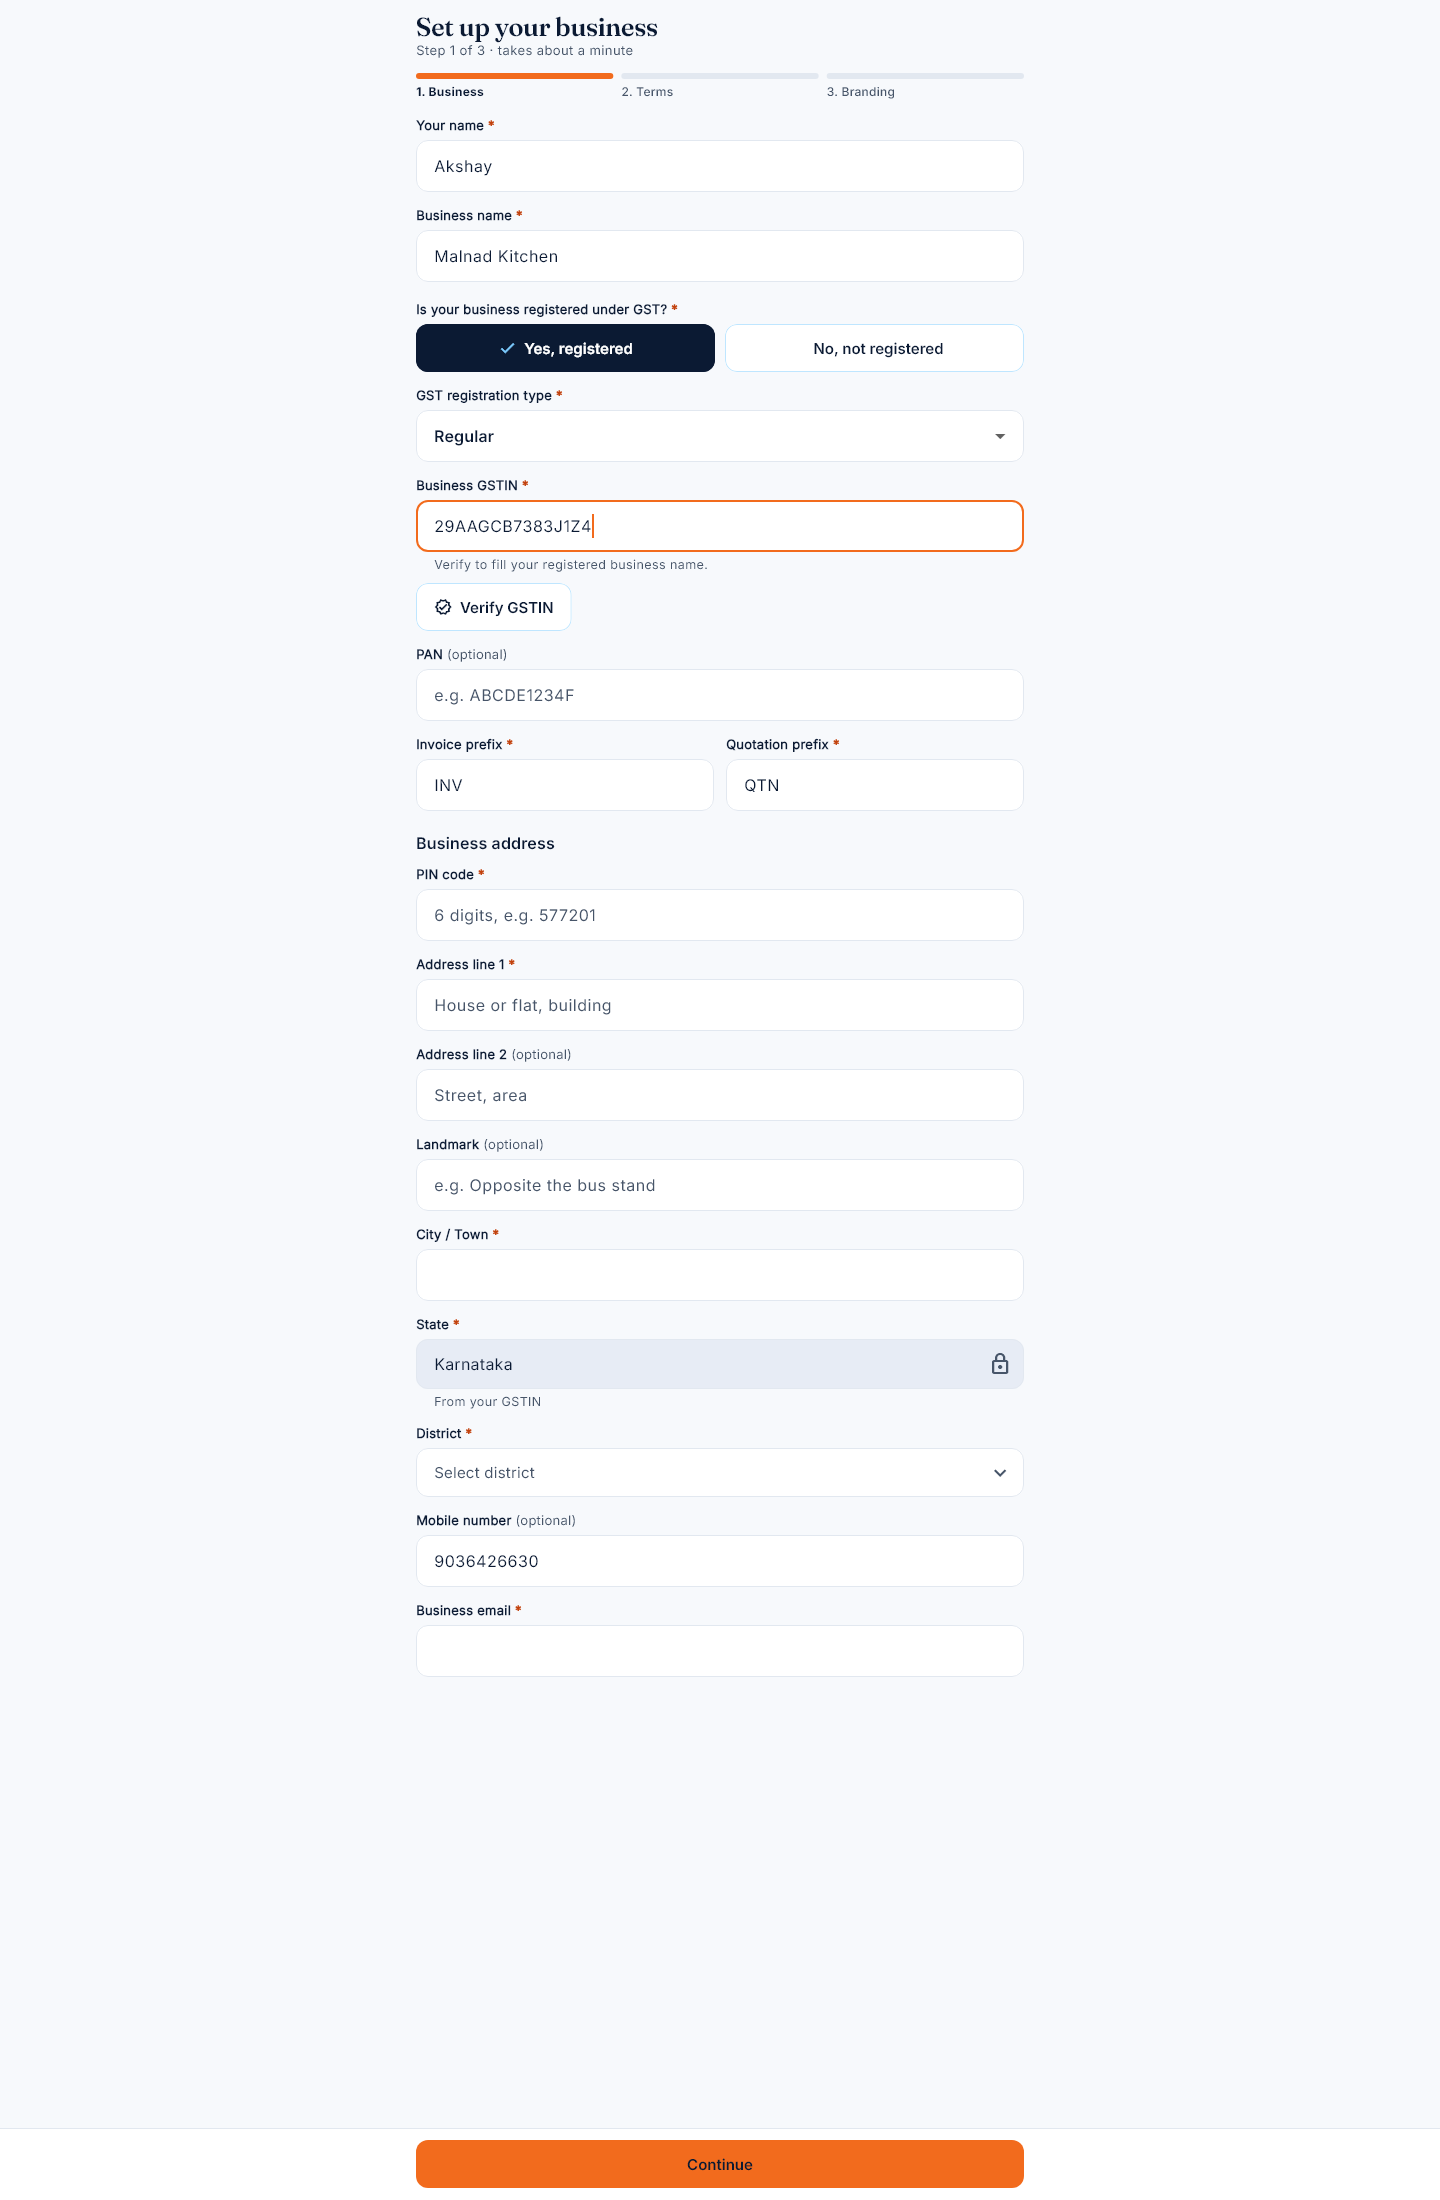 Set up your business
Step 1 of 3 · takes about a minute
1. Business
2. Terms
3. Branding
Your name *
Akshay
Business name *
Malnad Kitchen
Is your business registered under GST? *
Yes, registered
No, not registered
GST registration type *
Regular
Business GSTIN *
29AAGCB7383J1Z4
Verify to fill your registered business name.
Verify GSTIN
PAN (optional)
e.g. ABCDE1234F
Invoice prefix *
INV
Quotation prefix *
QTN
Business address
PIN code *
6 digits, e.g. 577201
Address line 1 *
House or flat, building
Address line 2 (optional)
Street, area
Landmark (optional)
e.g. Opposite the bus stand
City / Town *
State *
Karnataka
From your GSTIN
District *
Select district
Mobile number (optional)
9036426630
Business email *
Continue